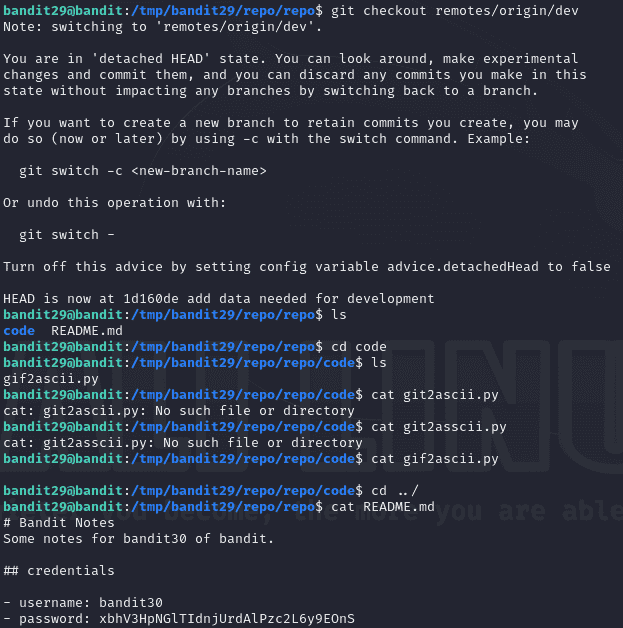 bandit29@bandit:/tmp/bandit29/repo/repo$ git checkout remotes/origin/dev
Note: switching to 'remotes/origin/dev'.
You are in 'detached HEAD' state. You can look around, make experimental
changes and commit them, and you can discard any commits you make in this
state without impacting any branches by switching back to a branch.
If you want to create a new branch to retain commits you create, you may
do so (now or later) by using -c with the switch command. Example:
git switch -c <new-branch-name>
Or undo this operation with:
git switch -
Turn off this advice by setting config variable advice.detachedHead to false
HEAD is now at 1d160de add data needed for development
bandit29@bandit:/tmp/bandit29/repo/repo$ ls
code README.md
bandit29@bandit:/tmp/bandit29/repo/repo$ cd code
bandit29@bandit:/tmp/bandit29/repo/repo/code$ ls
gif2ascii.py
bandit29@bandit:/tmp/bandit29/repo/repo/code$ cat git2ascii.py
cat: git2ascii.py: No such file or directory
bandit29@bandit:/tmp/bandit29/repo/repo/code$ cat git2asscii.py
cat: git2asscii.py: No such file or directory
bandit29@bandit:/tmp/bandit29/repo/repo/code$ cat gif2ascii.py
bandit29@bandit:/tmp/bandit29/repo/repo/code$ cd ../
bandit29@bandit:/tmp/bandit29/repo/repo$ cat README.md
# Bandit Notes
Some notes for bandit30 of bandit.
## credentials
- username: bandit30
- password: xbhV3HpNGlTIdnjUrdAlPzc2L6y9EOnS